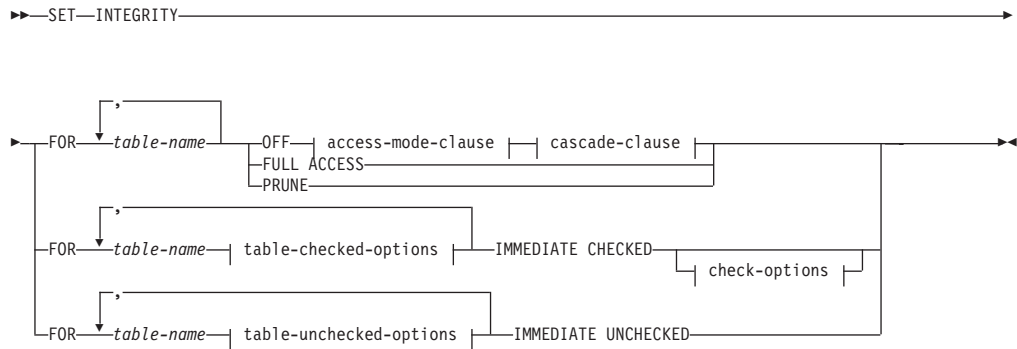 SET INTEGRITY
,
FOR table-name OFF access-mode-clause cascade-clause
FULL ACCESS
PRUNE
,
FOR table-name table-checked-options IMMEDIATE CHECKED
check-options
,
FOR table-name table-unchecked-options IMMEDIATE UNCHECKED